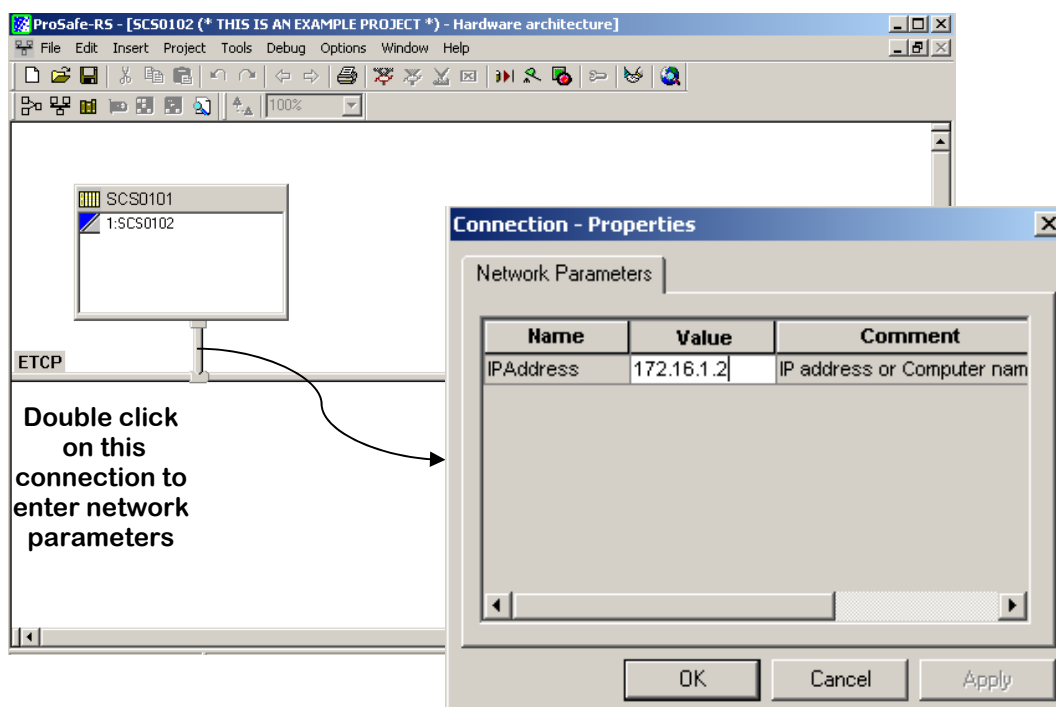 ProSafe-RS - [SCS0102 (* THIS IS AN EXAMPLE PROJECT *) - Hardware architecture]
File Edit Insert Project Tools Debug Options Window Help
100%
SCS0101
1:SCS0102
ETCP
Double click
on this
connection to
enter network
parameters
Connection - Properties
Network Parameters
Name Value Comment
IPAddress 172.16.1.2 IP address or Computer nam
OK Cancel Apply